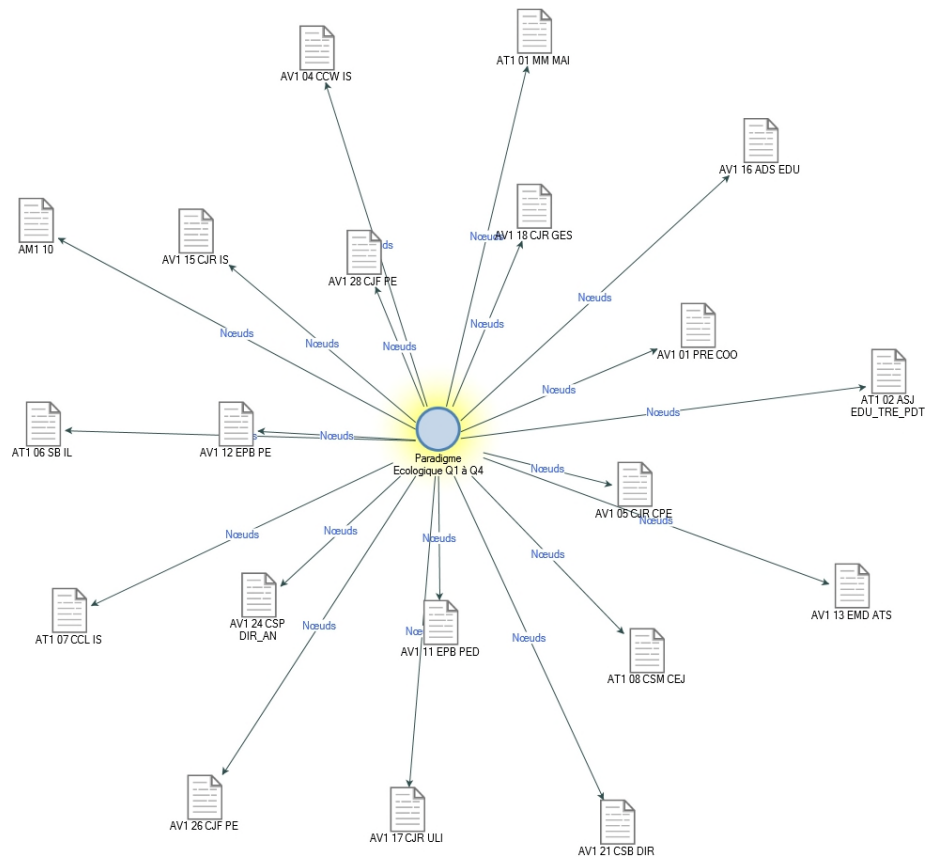 AT1 01 MM MAI
AV1 04 CCW IS
AV1 16 ADS EDU
AM1 10
AV1 15 CJR IS
Nœuds
AV1 18 CJR GES
ds
AV1 28 CJF PE
Nœuds
Nœuds
Nœuds
Nœuds
Nœuds
AV1 01 PRE COO
Nœuds
Nœuds
AT1 02 ASJ
EDU_TRE_PDT
AT1 06 SB IL
AV1 12 EPB PE
Nœuds
Paradigme
Ecologique Q1 à Q4
Nœuds
AV1 05 CJR CPE
Nœuds
Nœuds
Nœuds
Nœuds
Nœuds
AV1 13 EMD ATS
AT1 07 CCL IS
AV1 24 CSP
DIR_AN
Nœuds
Nœ
AV1 11 EPB PED
Nœuds
AT1 08 CSM CEJ
AV1 26 CJF PE
AV1 17 CJR ULI
AV1 21 CSB DIR